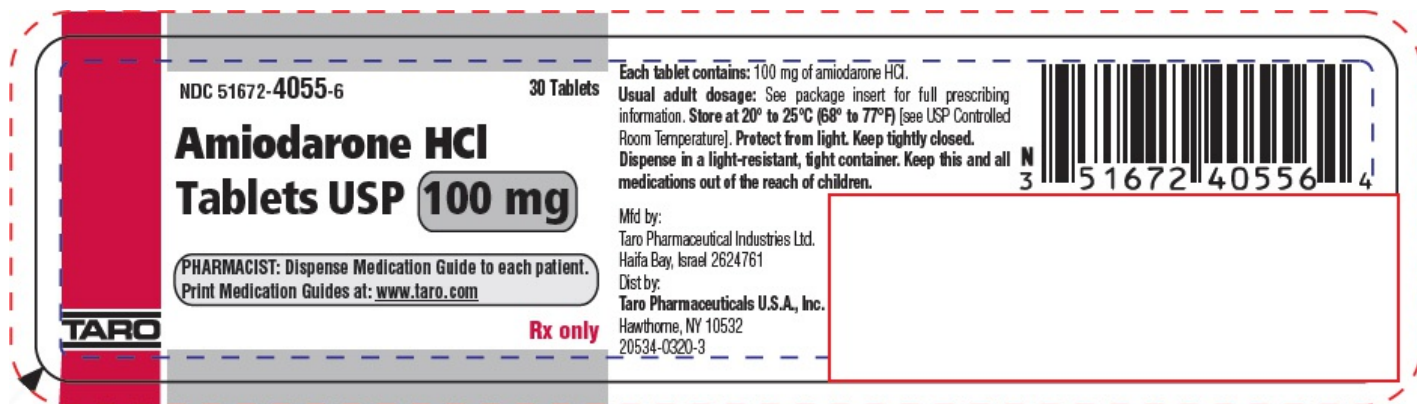 NDC 51672-4055-6
30 Tablets
Amiodarone HCl
Tablets USP 100 mg
PHARMACIST: Dispense Medication Guide to each patient.
Print Medication Guides at: www.taro.com
TARO
Rx only
Each tablet contains: 100 mg of amiodarone HCl.
Usual adult dosage: See package insert for full prescribing
information. Store at 20° to 25°C (68° to 77°F) [see USP Controlled
Room Temperature]. Protect from light. Keep tightly closed.
Dispense in a light-resistant, tight container. Keep this and all
medications out of the reach of children.
Mfd by:
Taro Pharmaceutical Industries Ltd.
Haifa Bay, Israel 2624761
Dist by:
Taro Pharmaceuticals U.S.A., Inc.
Hawthorne, NY 10532
20534-0320-3
N
3 51672 40556 4